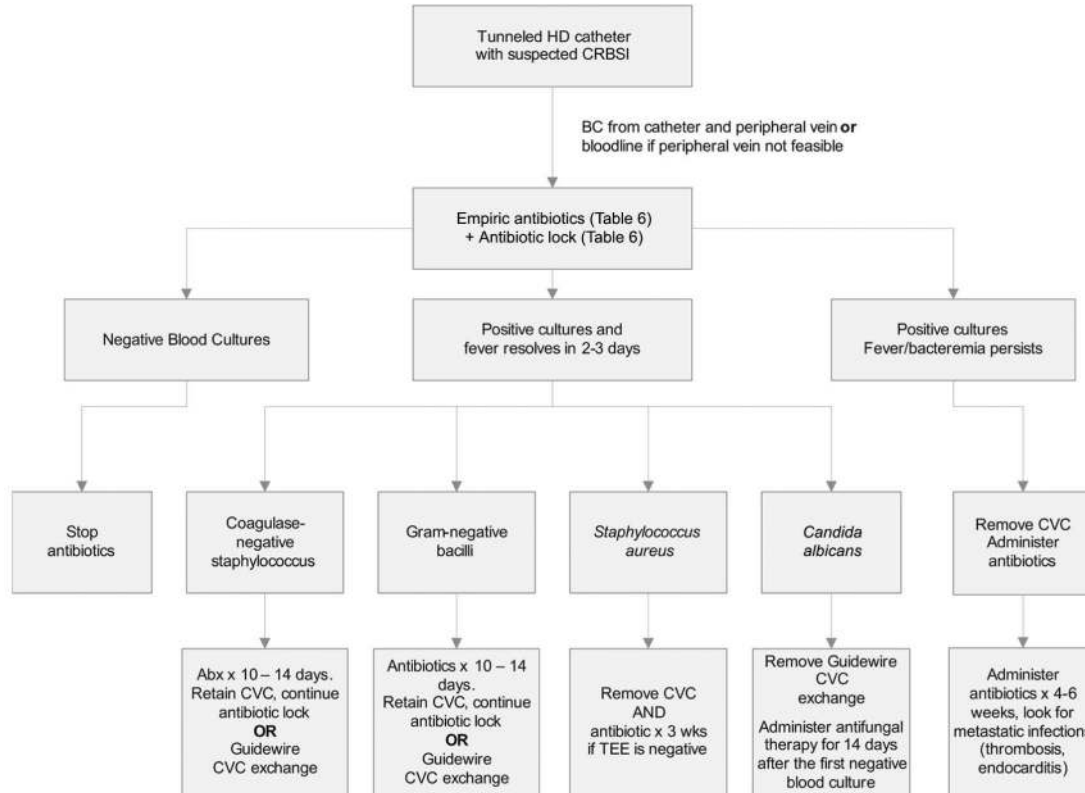 Tunneled HD catheter
with suspected CRBSI
BC from catheter and peripheral vein or
bloodline if peripheral vein not feasible
Empiric antibiotics (Table 6)
+ Antibiotic lock (Table 6)
Negative Blood Cultures
Positive cultures and
fever resolves in 2-3 days
Positive cultures
Fever/bacteremia persists
Stop
antibiotics
Coagulase-
negative
staphylococcus
Gram-negative
bacilli
Staphylococcus
aureus
Candida
albicans
Remove CVC
Administer
antibiotics
Abx x 10 – 14 days.
Retain CVC, continue
antibiotic lock
OR
Guidewire
CVC exchange
Antibiotics x 10 – 14
days.
Retain CVC, continue
antibiotic lock
OR
Guidewire
CVC exchange
Remove CVC
AND
antibiotic x 3 wks
if TEE is negative
Remove Guidewire
CVC
exchange
Administer antifungal
therapy for 14 days
after the first negative
blood culture
Administer
antibiotics x 4-6
weeks, look for
metastatic infection
(thrombosis,
endocarditis)